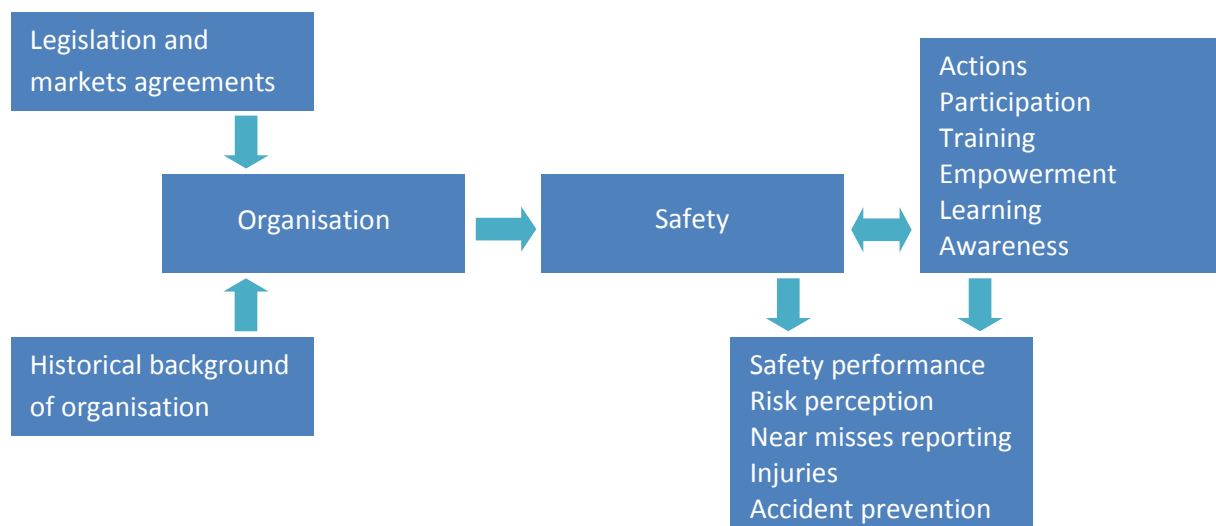 Legislation and
markets agreements
Organisation
Historical background
of organisation
Safety
Actions
Participation
Training
Empowerment
Learning
Awareness
Safety performance
Risk perception
Near misses reporting
Injuries
Accident prevention